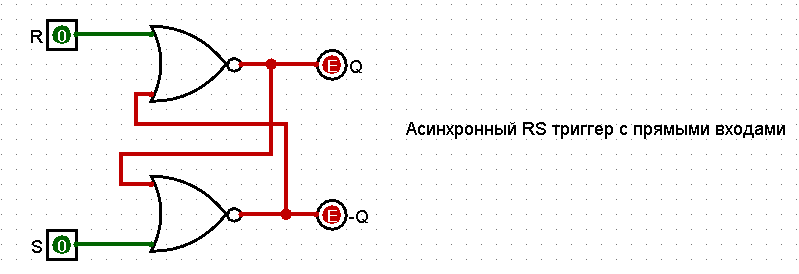 R 0
E Q
Асинхронный RS триггер с прямыми входами
E -Q
S 0